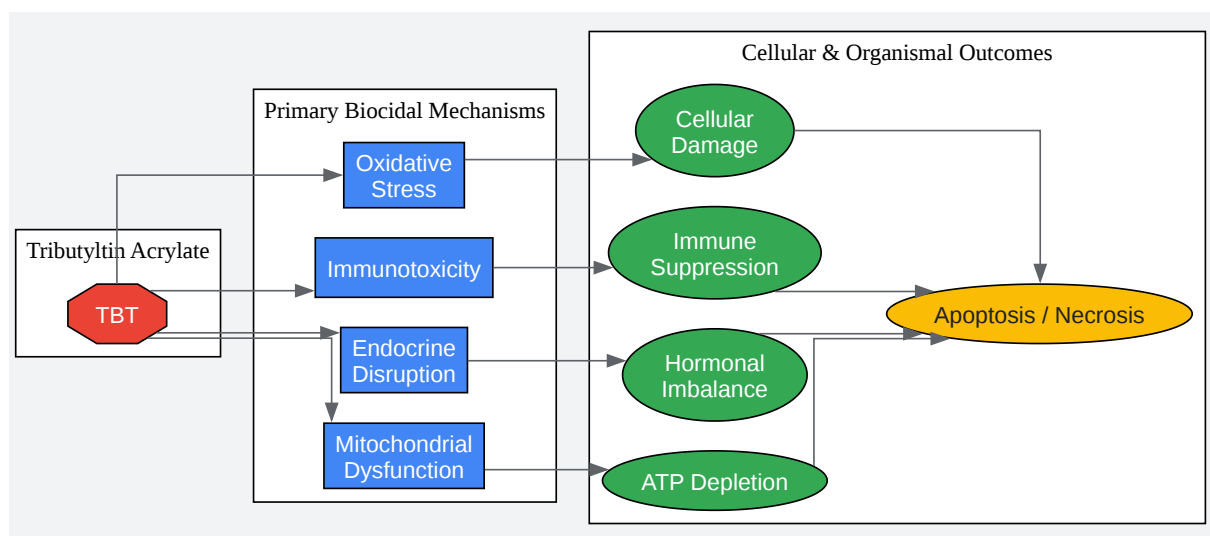 Cellular & Organismal Outcomes
Primary Biocidal Mechanisms
Tributyltin Acrylate
TBT
Oxidative
Stress
Immunotoxicity
Endocrine
Disruption
Mitochondrial
Dysfunction
Cellular
Damage
Immune
Suppression
Hormonal
Imbalance
ATP Depletion
Apoptosis / Necrosis